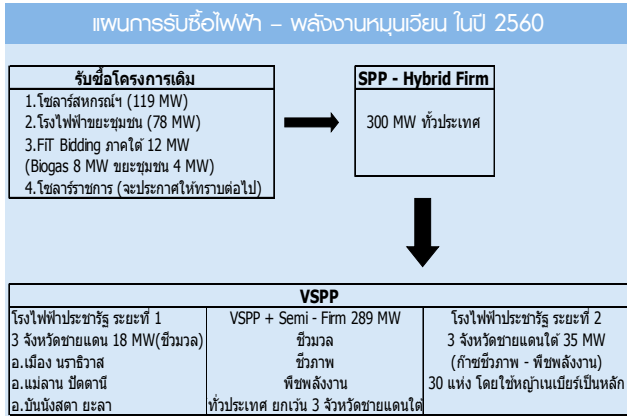 แผนการรับซื้อไฟฟ้า – พลังงานหมุนเวียน ในปี 2560
รับซื้อโครงการเดิม
1.โซลาร์สหกรณ์ฯ (119 MW)
2.โรงไฟฟ้าขยะชุมชน (78 MW)
3.FiT Bidding ภาคใต้ 12 MW
(Biogas 8 MW ขยะชุมชน 4 MW)
4.โซลาร์ราชการ (จะประกาศให้ทราบต่อไป)
SPP - Hybrid Firm
300 MW ทั่วประเทศ
VSPP
โรงไฟฟ้าประชารัฐ ระยะที่ 1
3 จังหวัดชายแดน 18 MW(ชีวมวล)
อ.เมือง นราธิวาส
อ.แม่ลาน ปัตตานี
อ.บันนังสตา ยะลา
VSPP + Semi - Firm 289 MW
ชีวมวล
ชีวภาพ
พืชพลังงาน
ทั่วประเทศ ยกเว้น 3 จัวหวัดชายแดนใต้
โรงไฟฟ้าประชารัฐ ระยะที่ 2
3 จังหวัดชายแดนใต้ 35 MW
(ก๊าซชีวภาพ - พืชพลังงาน)
30 แห่ง โดยใช้หญ้าเนเปียร์เป็นหลัก